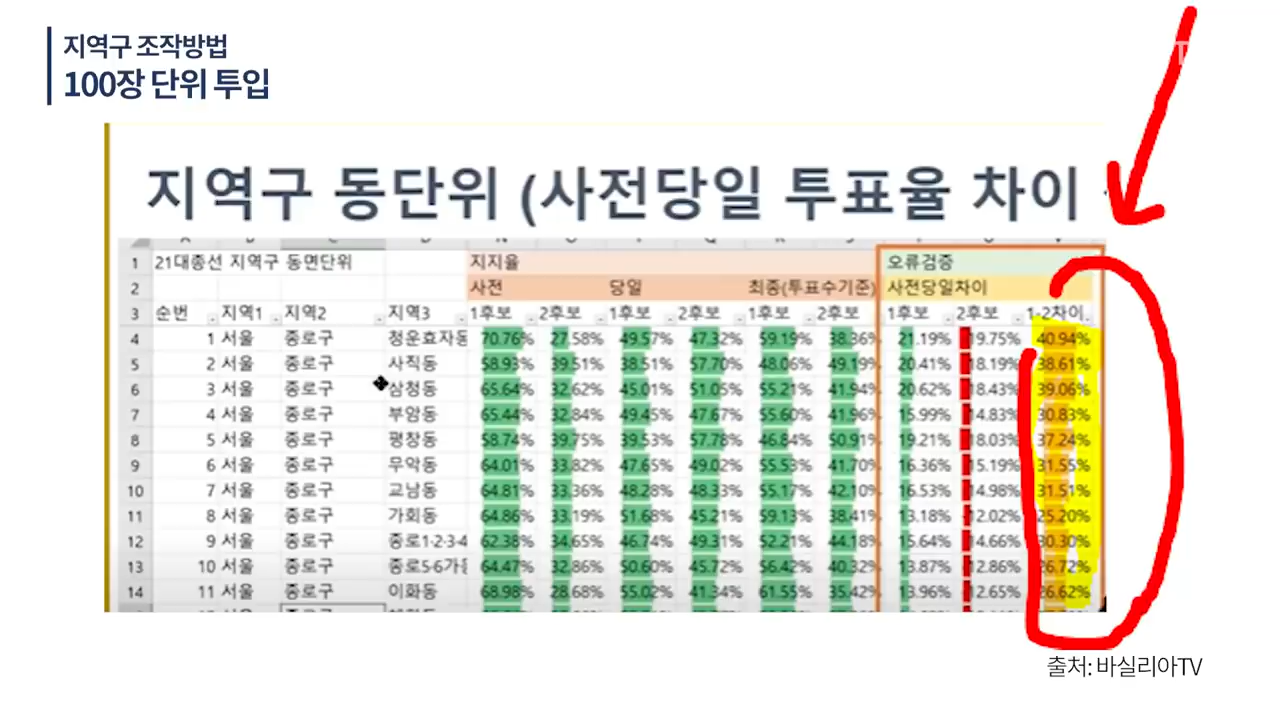 지역구 조작방법
100장 단위 투입
지역구 동단위 (사전당일 투표율 차이
1 21대총선 지역구 동면단위 지지율 오류검증
2 사전 당일 최종(투표수기준) 사전당일차이
3 순번 지역1 지역2 지역3 1후보 2후보 1후보 2후보 1후보 2후보 1후보 2후보 1-2차이
4 1 서울 종로구 청운효자동 70.76% 27.58% 49.57% 47.32% 59.19% 38.36% 21.19% 19.75% 40.94%
5 2 서울 종로구 사직동 58.93% 39.51% 38.51% 57.70% 48.06% 49.19% 20.41% 18.19% 38.61%
6 3 서울 종로구 삼청동 65.64% 32.62% 45.01% 51.05% 55.21% 41.94% 20.62% 18.43% 39.06%
7 4 서울 종로구 부암동 65.44% 32.84% 49.45% 47.67% 55.60% 41.96% 15.99% 14.83% 30.83%
8 5 서울 종로구 평창동 58.74% 39.75% 39.53% 57.78% 46.84% 50.91% 19.21% 18.03% 37.24%
9 6 서울 종로구 무악동 64.01% 33.82% 47.65% 49.02% 55.53% 41.70% 16.36% 15.19% 31.55%
10 7 서울 종로구 교남동 64.81% 33.36% 48.28% 48.33% 55.17% 42.10% 16.53% 14.98% 31.51%
11 8 서울 종로구 가회동 64.86% 33.19% 51.68% 45.21% 59.13% 38.41% 13.18% 12.02% 25.20%
12 9 서울 종로구 종로1·2·3·4 62.38% 34.65% 46.74% 49.31% 52.21% 44.18% 15.64% 14.66% 30.30%
13 10 서울 종로구 종로5·6가동 64.47% 32.86% 50.60% 45.72% 56.42% 40.32% 13.87% 12.86% 26.72%
14 11 서울 종로구 이화동 68.98% 28.68% 55.02% 41.34% 61.55% 35.42% 13.96% 12.65% 26.62%
출처: 바실리아TV